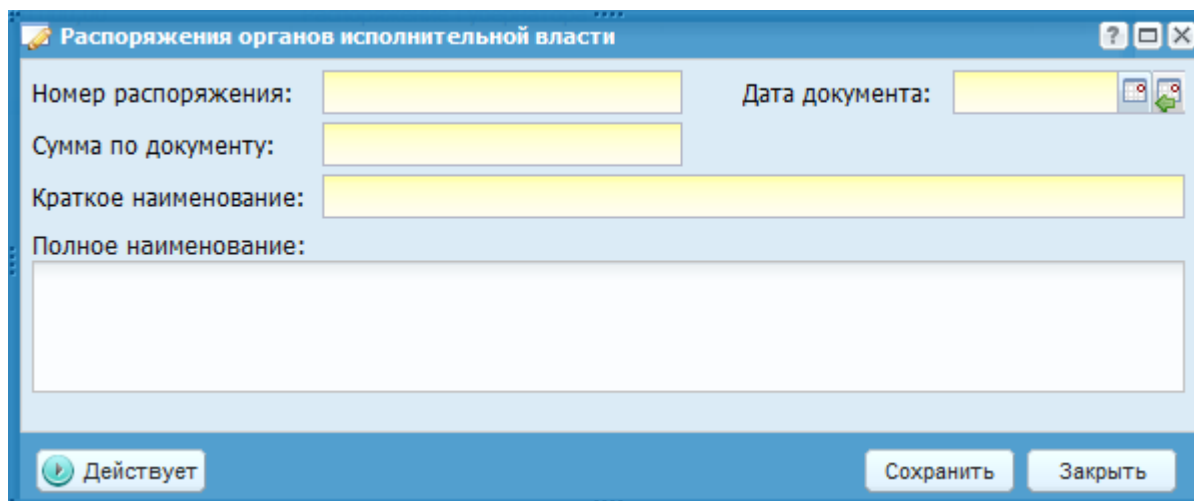 Распоряжения органов исполнительной власти
Номер распоряжения: Дата документа:
Сумма по документу:
Краткое наименование:
Полное наименование:
Действует Сохранить Закрыть